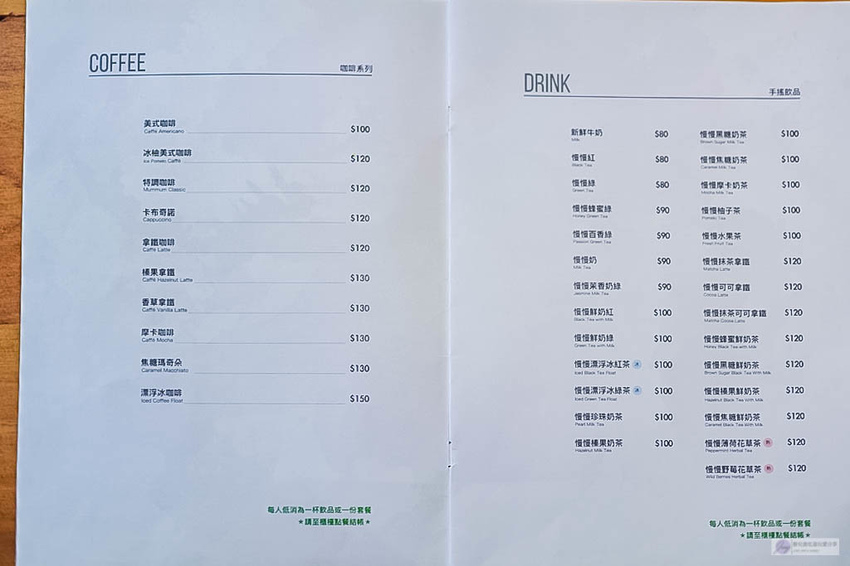 COFFEE
咖啡系列
美式咖啡
Caffé Americano
$100
冰柚美式咖啡
Ice Pomelo Caffé
$120
特調咖啡
Mummum Classic
$120
卡布奇諾
Cappuccino
$120
拿鐵咖啡
Caffé Latte
$120
榛果拿鐵
Caffé Hazelnut Latte
$130
香草拿鐵
Caffé Vanilla Latte
$130
摩卡咖啡
Caffé Mocha
$130
焦糖瑪奇朵
Caramel Macchiato
$130
漂浮冰咖啡
Iced Coffee Float
$150
每人低消為一杯飲品或一份套餐
★請至櫃檯點餐結帳★
DRINK
手搖飲品
新鮮牛奶 $80
Milk
慢慢紅 $80
Black Tea
慢慢綠 $80
Green Tea
慢慢蜂蜜綠 $90
Honey Green Tea
慢慢百香綠 $90
Passion Green Tea
慢慢奶 $90
Milk Tea
慢慢茉香奶綠 $90
Jasmine Milk Tea
慢慢鮮奶紅 $100
Black Tea with Milk
慢慢鮮奶綠 $100
Green Tea with Milk
慢慢漂浮冰紅茶 冰 $100
Iced Black Tea Float
慢慢漂浮冰綠茶 冰 $100
Iced Green Tea Float
慢慢珍珠奶茶 $100
Pearl Milk Tea
慢慢榛果奶茶 $100
Hazelnut Milk Tea
慢慢黑糖奶茶 $100
Brown Sugar Milk Tea
慢慢焦糖奶茶 $100
Caramel Milk Tea
慢慢摩卡奶茶 $100
Mocha Milk Tea
慢慢柚子茶 $100
Pomelo Tea
慢慢水果茶 $100
Fresh Fruit Tea
慢慢抹茶拿鐵 $120
Matcha Latte
慢慢可可拿鐵 $120
Cocoa Latte
慢慢抹茶可可拿鐵 $120
Matcha Cocoa Latte
慢慢蜂蜜鮮奶茶 $120
Honey Black Tea with Milk
慢慢黑糖鮮奶茶 $120
Brown Sugar Black Tea With Milk
慢慢榛果鮮奶茶 $120
Hazelnut Black Tea With Milk
慢慢焦糖鮮奶茶 $120
Caramel Black Tea With Milk
慢慢薄荷花草茶 熱 $120
Peppermint Herbal Tea
慢慢野莓花草茶 熱 $120
Wild Berries Herbal Tea
每人低消為一杯飲品或一份套餐
★請至櫃檯點餐結帳★